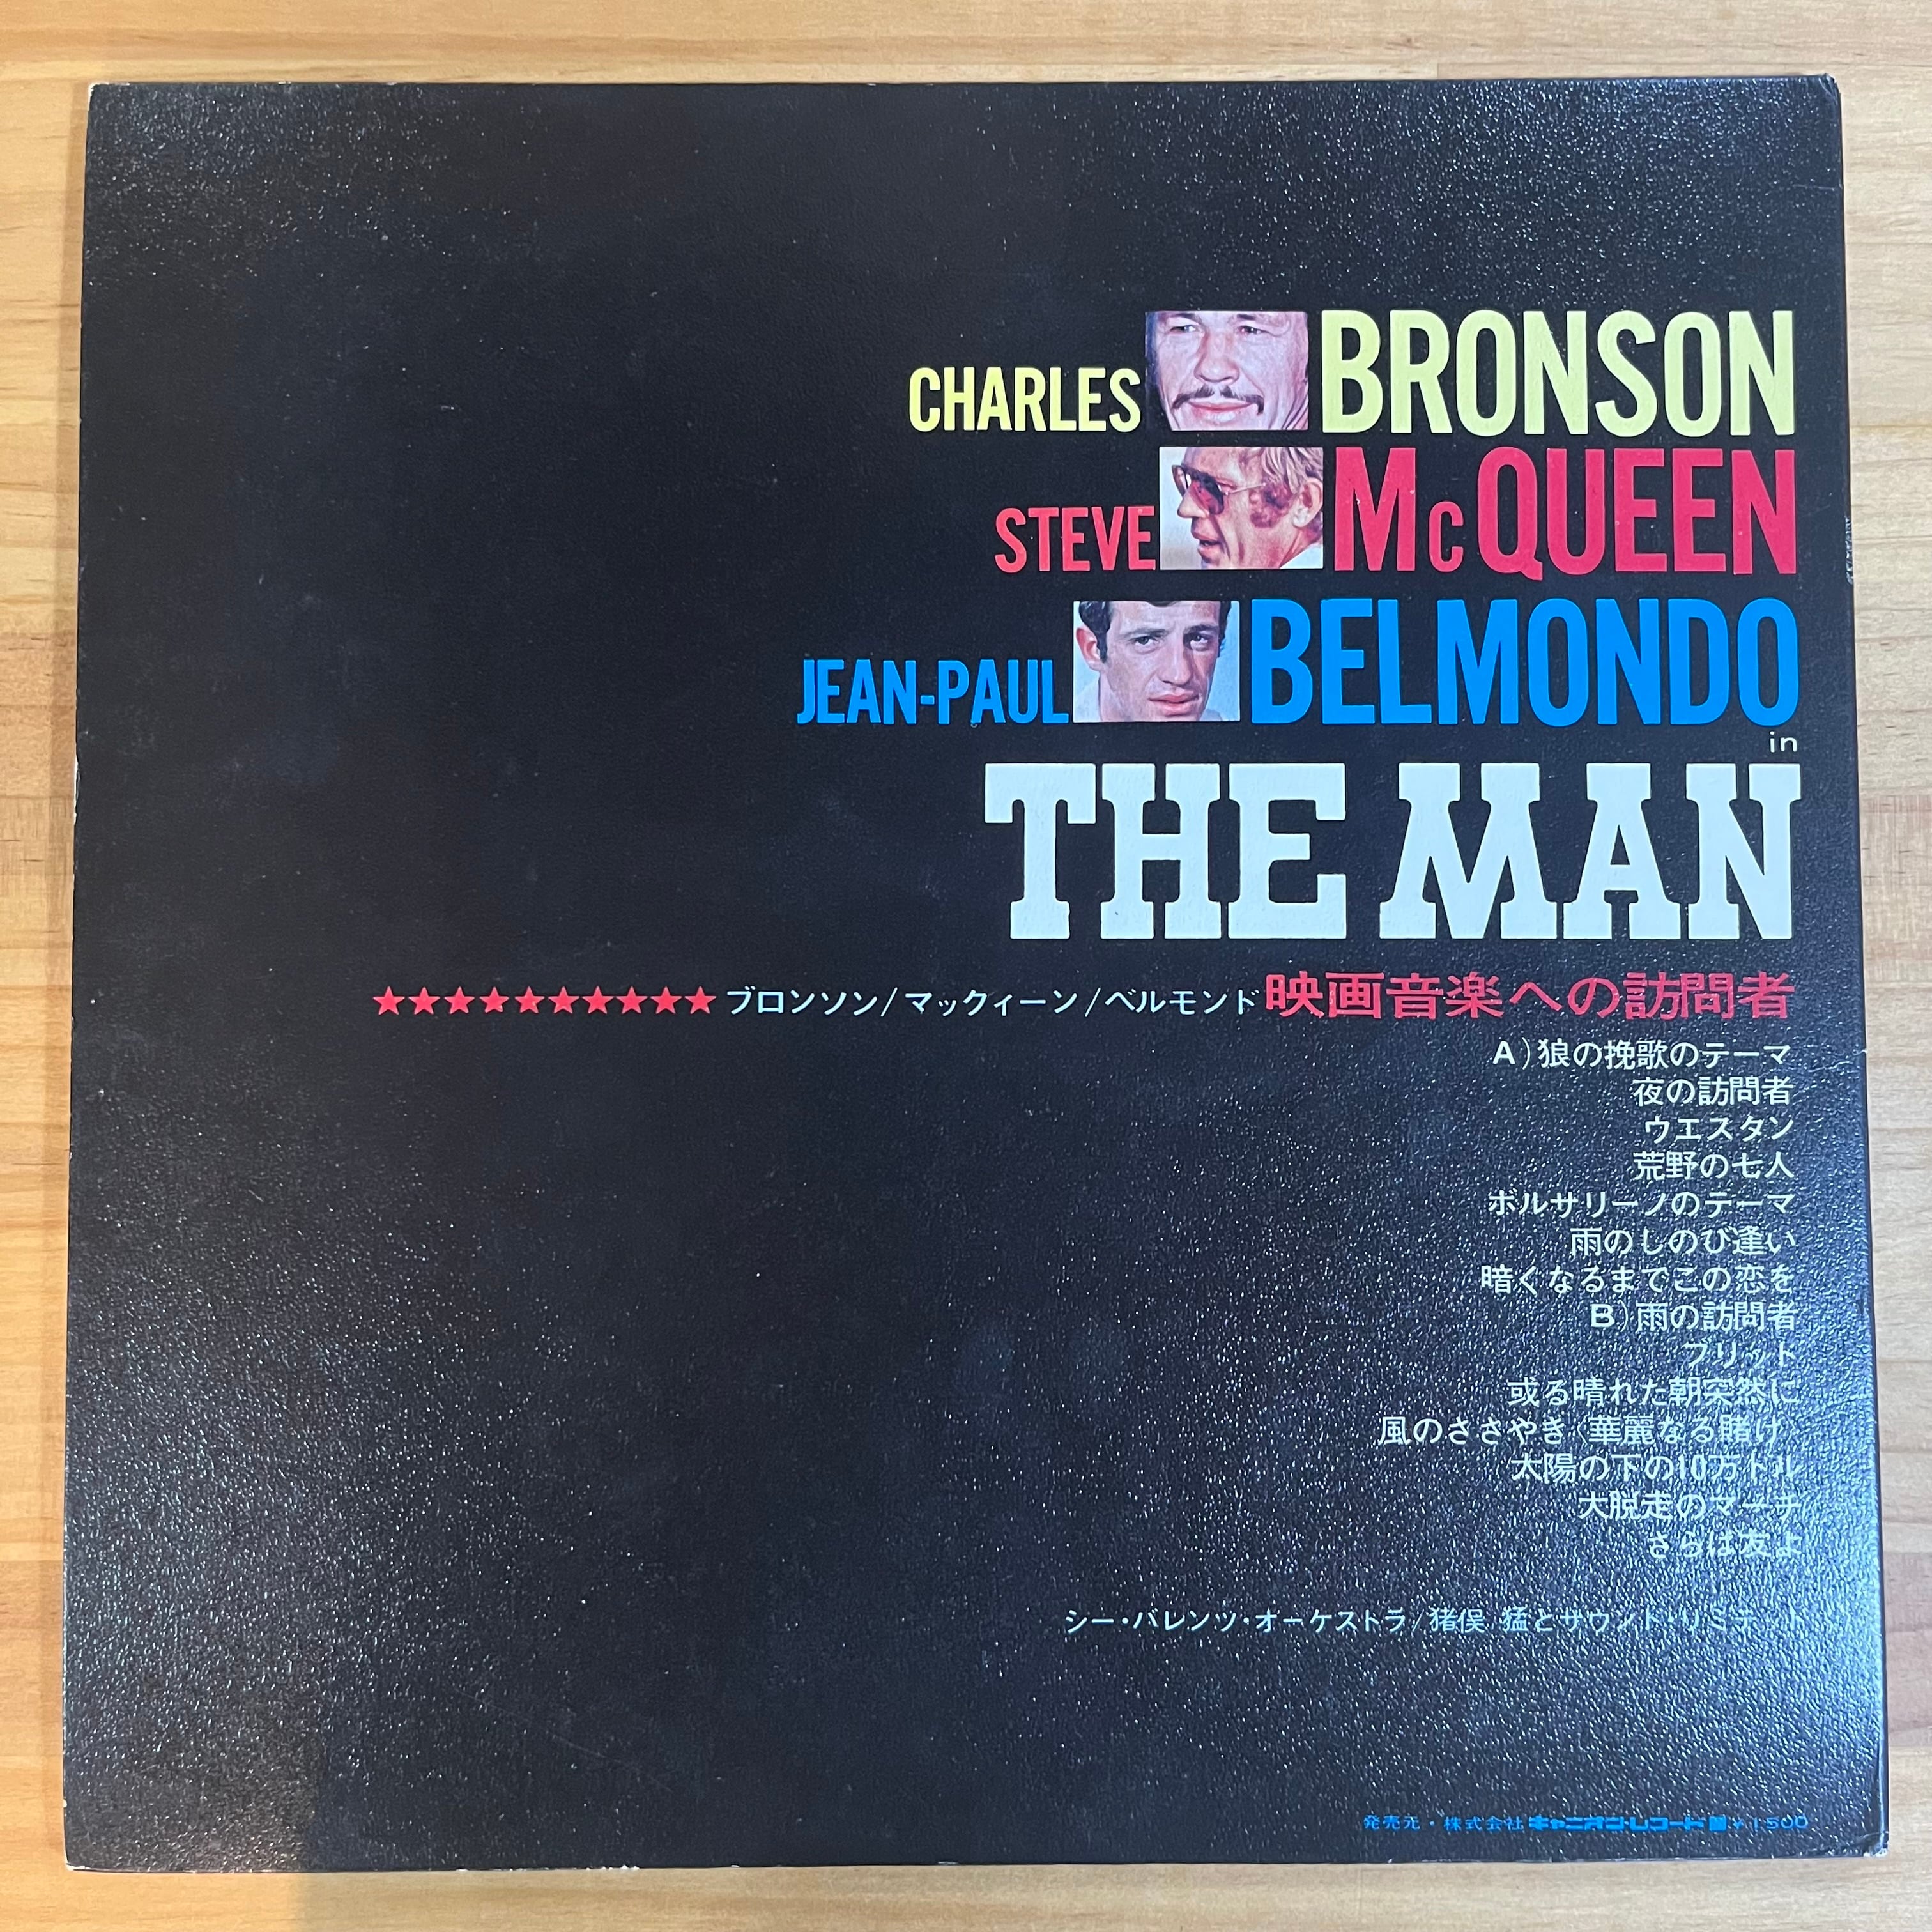 CHARLES BRONSON
STEVE McQUEEN
JEAN-PAUL BELMONDO
in
THE MAN
★★★★★★★★★★ ブロンソン/マックィーン/ベルモンド 映画音楽への訪問者
A)狼の挽歌のテーマ
夜の訪問者
ウエスタン
荒野の七人
ボルサリーノのテーマ
雨のしのび逢い
暗くなるまでこの恋を
B)雨の訪問者
ブリット
或る晴れた朝突然に
風のささやき(華麗なる賭け)
太陽の下の10万ドル
大脱走のマーチ
さらば友よ
シー・バレンツ・オーケストラ/猪俣 猛とサウンド・リミテッド
発売元・株式会社キャニオン・レコード ¥1500